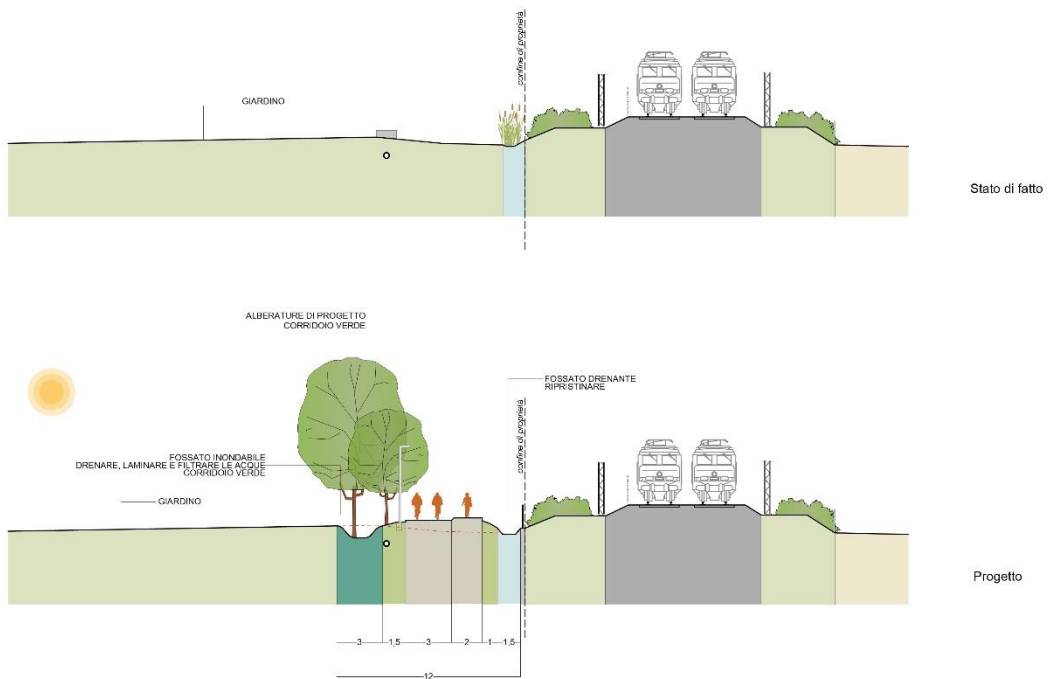 confine di proprietà
GIARDINO
Stato di fatto
ALBERATURE DI PROGETTO
CORRIDOIO VERDE
FOSSATO DRENANTE
RIPRISTINARE
confine di proprietà
FOSSATO INONDABILE
DRENARE, LAMINARE E FILTRARE LE ACQUE
CORRIDOIO VERDE
GIARDINO
Progetto
3 1,5 3 2 1 1,5
12